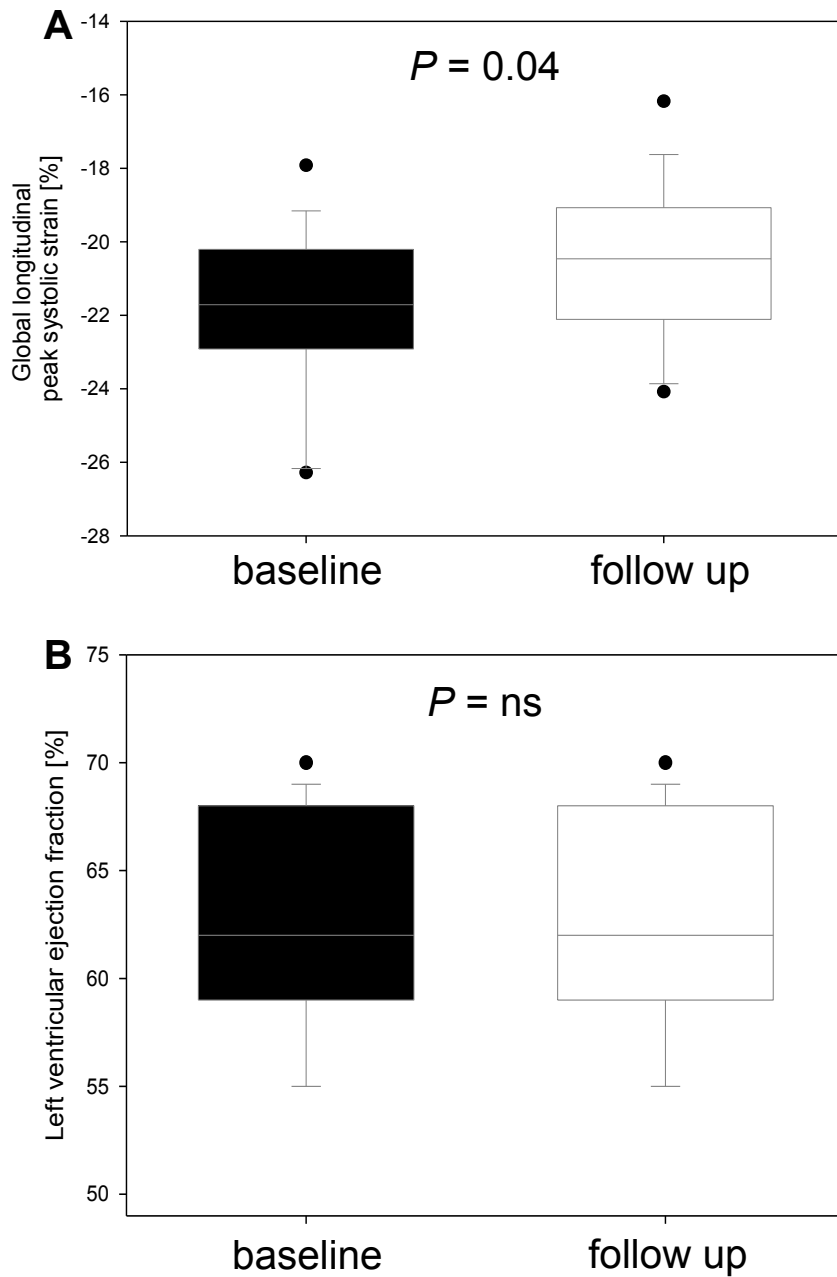 A
P = 0.04
Global longitudinal
peak systolic strain [%]
-14
-16
-18
-20
-22
-24
-26
-28
baseline
follow up
B
P = ns
Left ventricular ejection fraction [%]
75
70
65
60
55
50
baseline
follow up